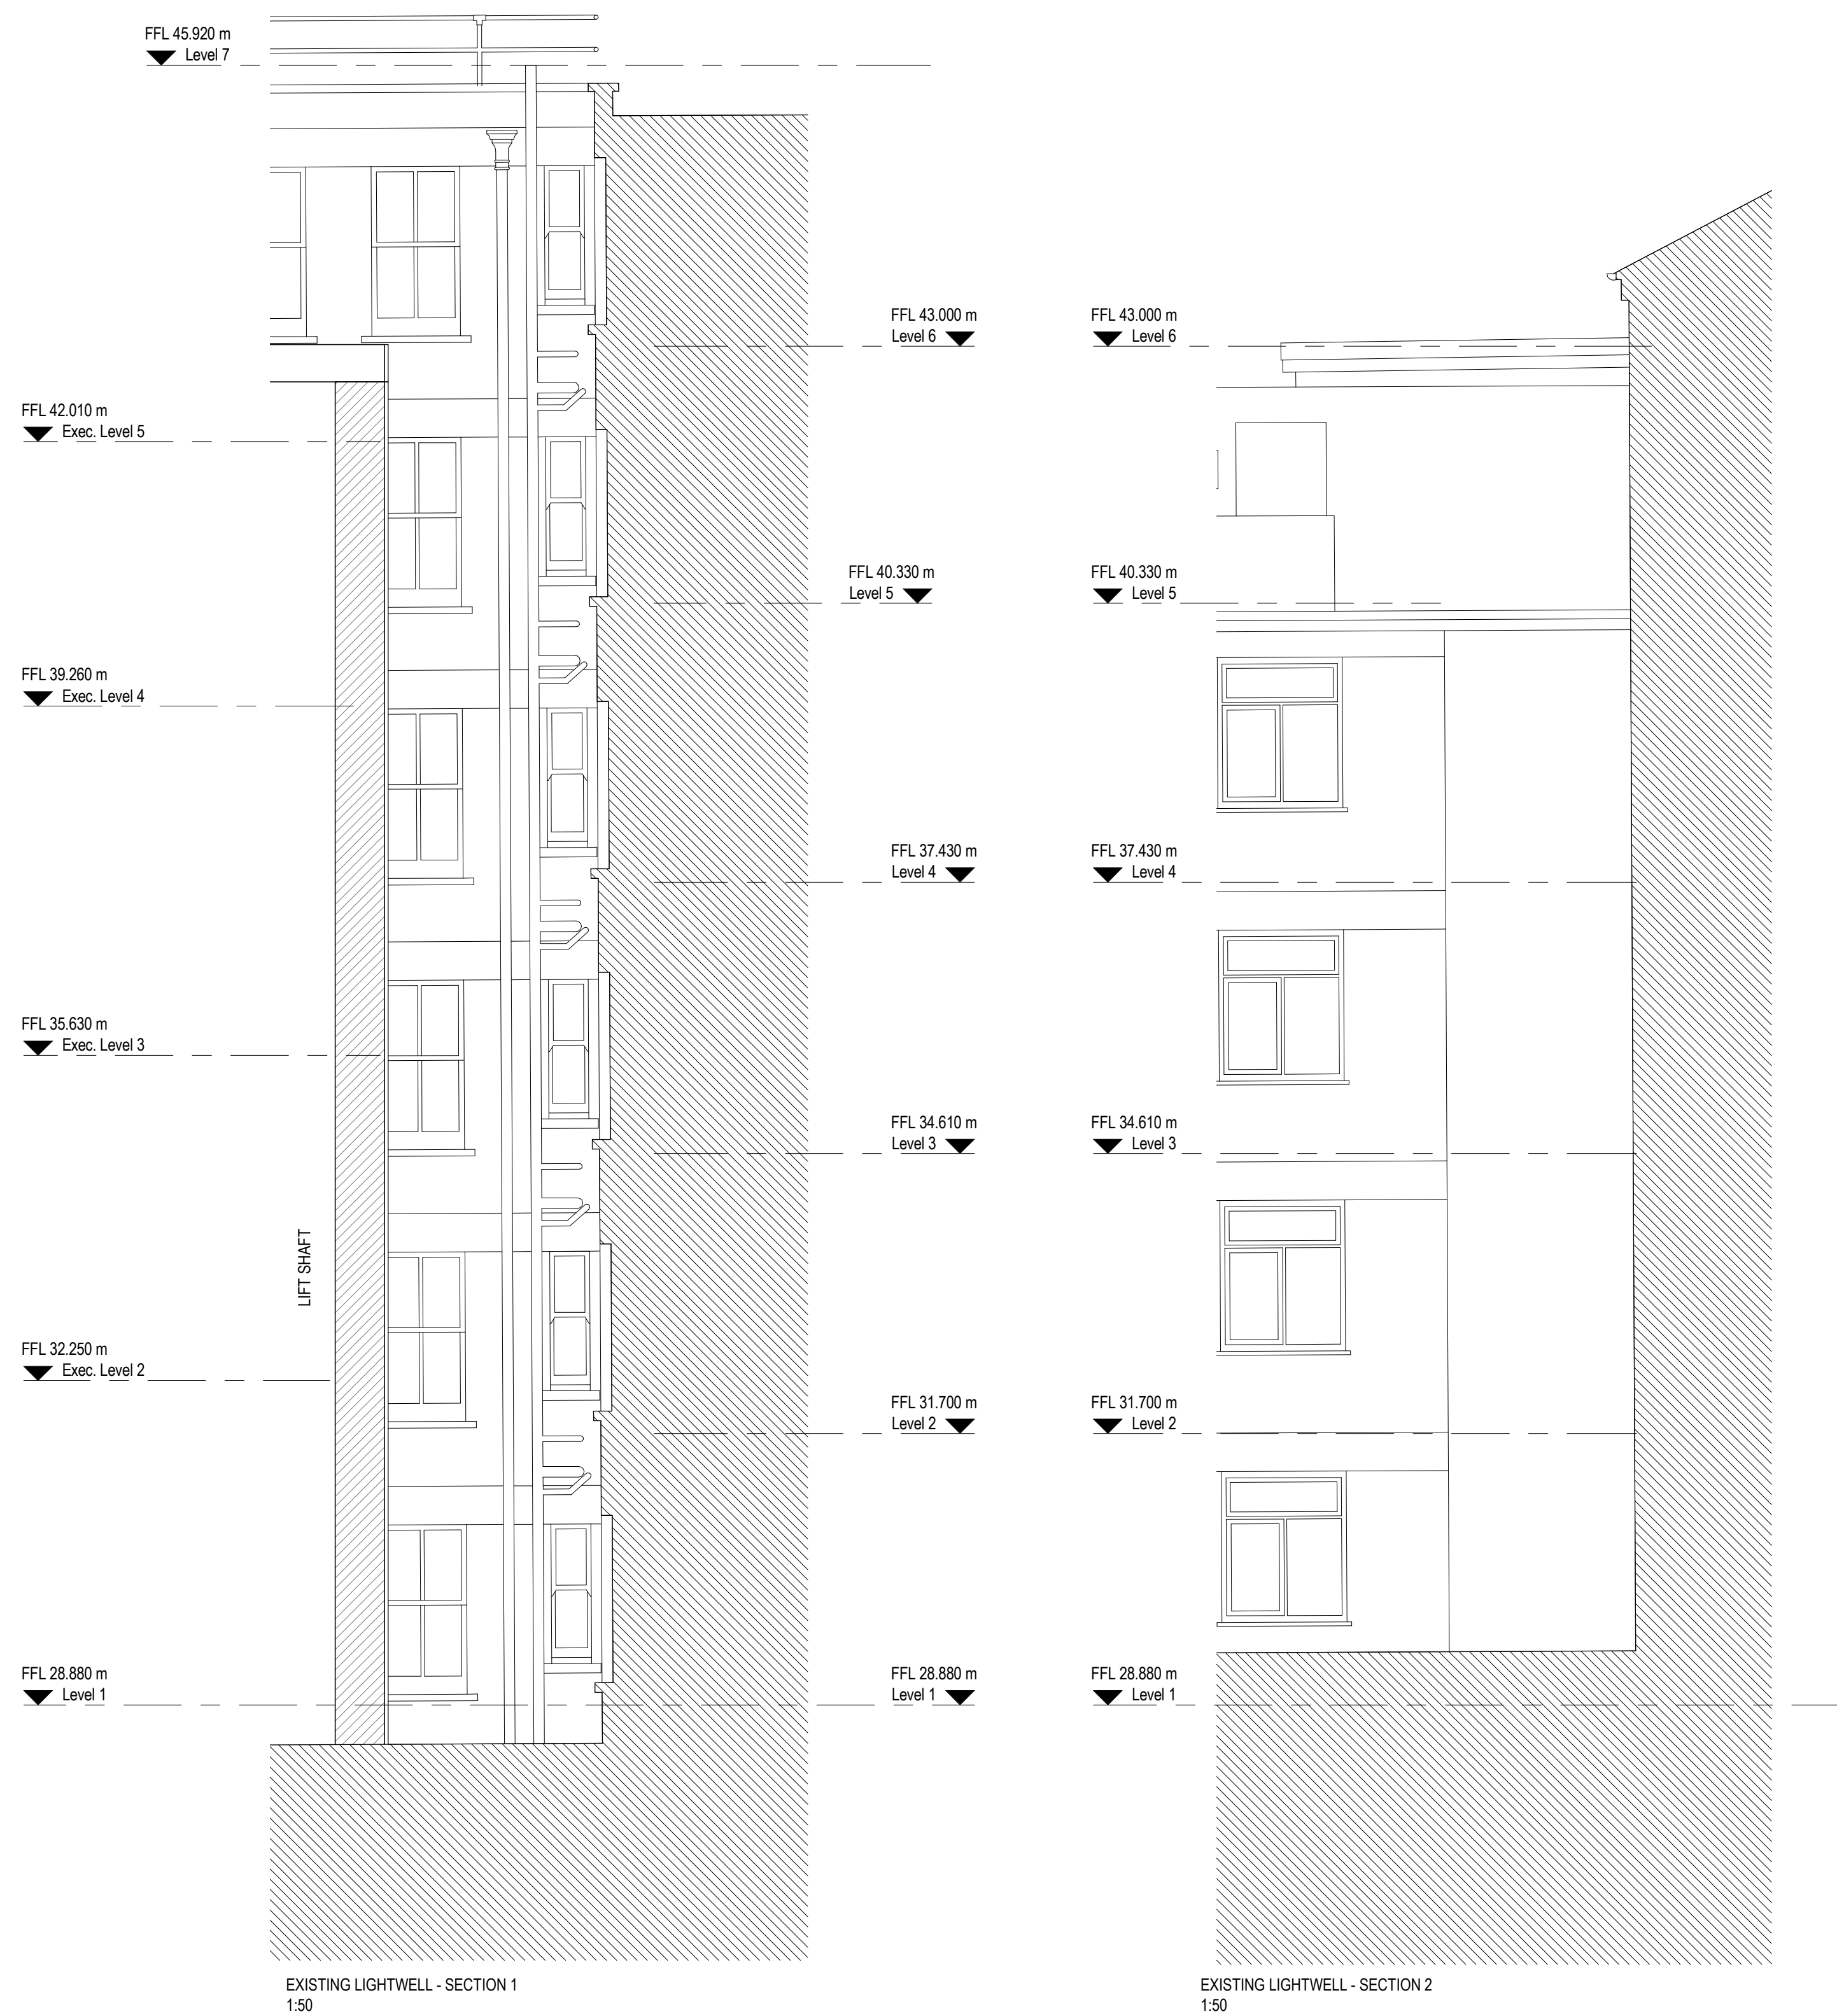 FFL 45.920 m
Level 7
FFL 42.010 m
Exec. Level 5
FFL 39.260 m
Exec. Level 4
FFL 35.630 m
Exec. Level 3
FFL 32.250 m
Exec. Level 2
FFL 28.880 m
Level 1
LIFT SHAFT
FFL 43.000 m
Level 6
FFL 40.330 m
Level 5
FFL 37.430 m
Level 4
FFL 34.610 m
Level 3
FFL 31.700 m
Level 2
FFL 28.880 m
Level 1
EXISTING LIGHTWELL - SECTION 1
1:50
FFL 43.000 m
Level 6
FFL 40.330 m
Level 5
FFL 37.430 m
Level 4
FFL 34.610 m
Level 3
FFL 31.700 m
Level 2
FFL 28.880 m
Level 1
EXISTING LIGHTWELL - SECTION 2
1:50